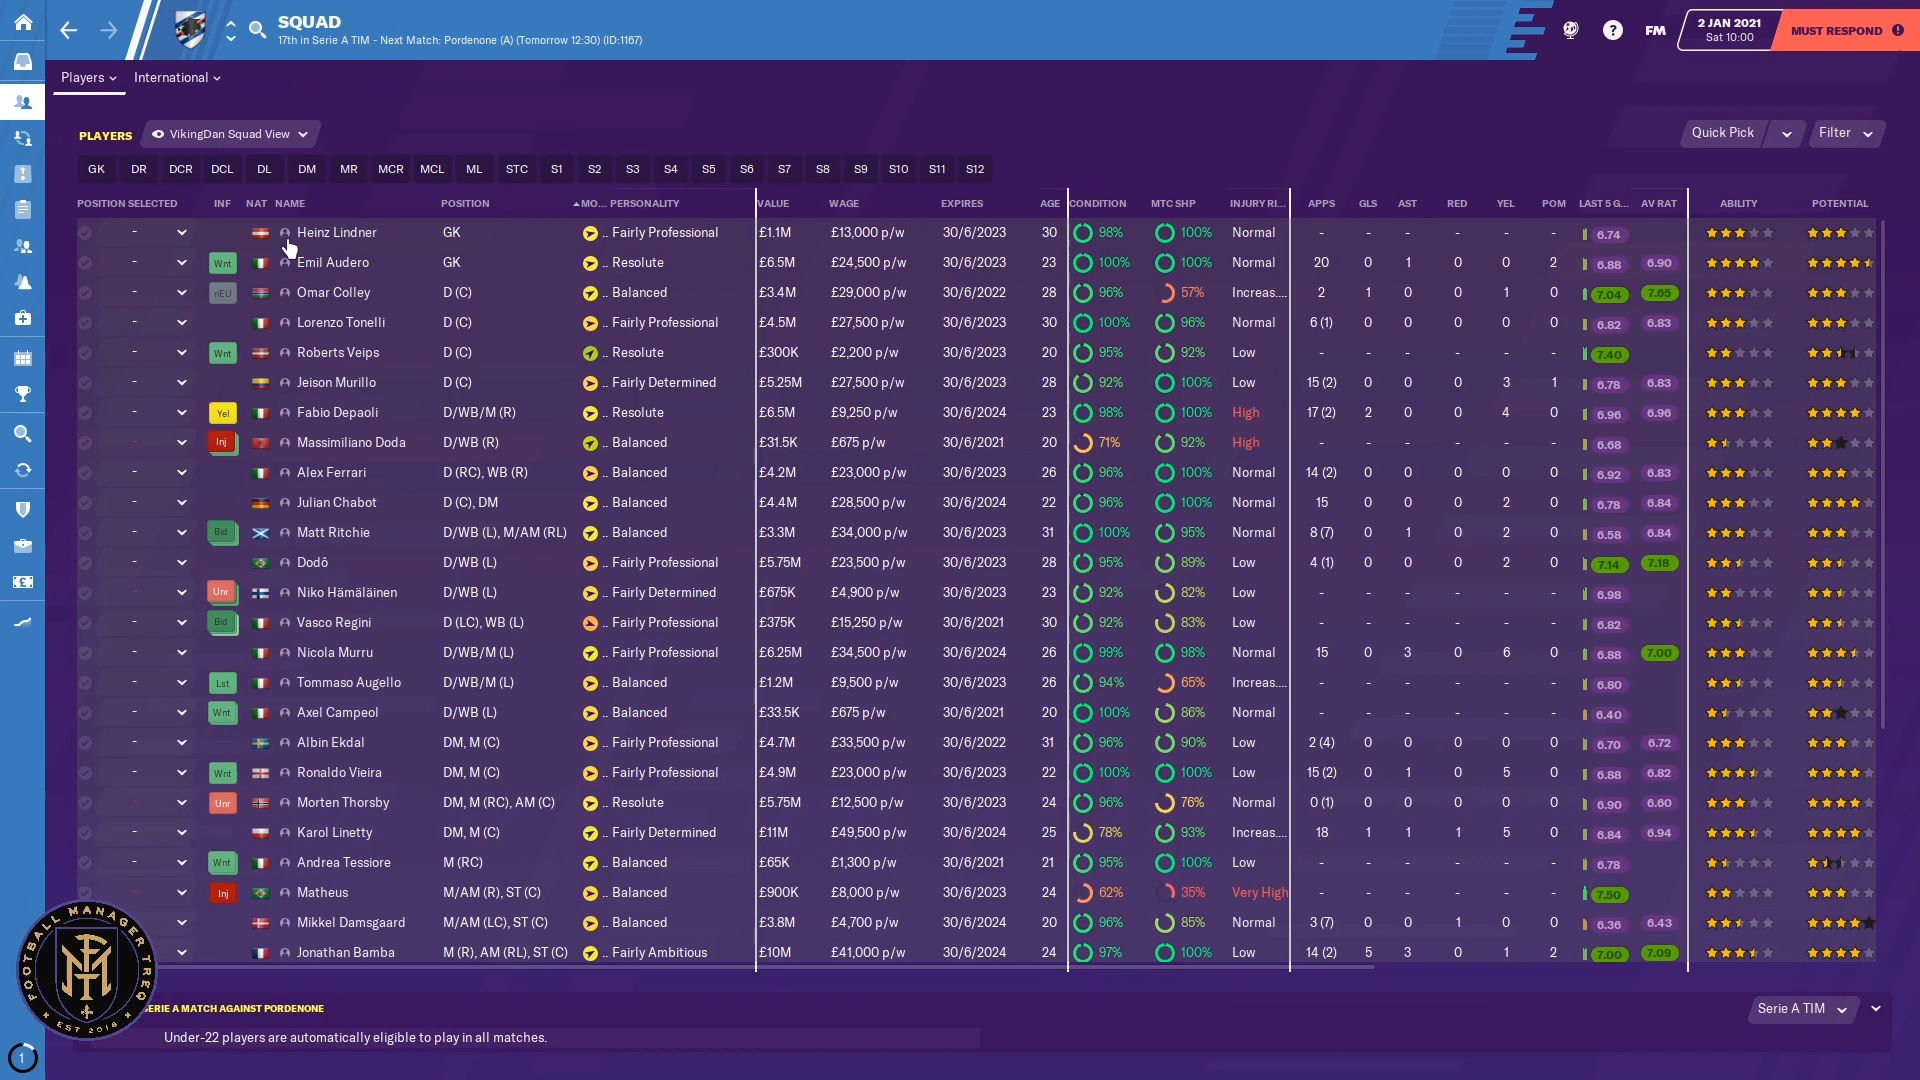 SQUAD
17th in Serie A TIM - Next Match: Pordenone (A) (Tomorrow 12:30) (ID:1167)
? FM 2 JAN 2021 MUST RESPOND
Sat 10:00
Players International
PLAYERS VikingDan Squad View Quick Pick Filter
GK DR DCR DCL DL DM MR MCR MCL ML STC S1 S2 S3 S4 S5 S6 S7 S8 S9 S10 S11 S12
POSITION SELECTED INF NAT NAME POSITION MO... PERSONALITY VALUE WAGE EXPIRES AGE CONDITION MTC SHP INJURY RI... APPS GLS AST RED YEL POM LAST 5 G... AV RAT ABILITY POTENTIAL
- Heinz Lindner GK .. Fairly Professional £1.1M £13,000 p/w 30/6/2023 30 98% 100% Normal - - - - - - 6.74
- Wnt Emil Audero GK .. Resolute £6.5M £24,500 p/w 30/6/2023 23 100% 100% Normal 20 0 1 0 0 2 6.88 6.90
- nEU Omar Colley D (C) .. Balanced £3.4M £29,000 p/w 30/6/2022 28 96% 57% Increas.... 2 1 0 0 1 0 7.04 7.65
- Lorenzo Tonelli D (C) .. Fairly Professional £4.5M £27,500 p/w 30/6/2023 30 100% 96% Normal 6 (1) 0 0 0 0 0 6.82 6.83
- Wnt Roberts Veips D (C) .. Resolute £300K £2,200 p/w 30/6/2023 20 95% 92% Low - - - - - - 7.40
- Jeison Murillo D (C) .. Fairly Determined £5.25M £27,500 p/w 30/6/2023 28 92% 100% Low 15 (2) 0 0 0 3 1 6.78 6.83
- Yel Fabio Depaoli D/WB/M (R) .. Resolute £6.5M £9,250 p/w 30/6/2024 23 98% 100% High 17 (2) 2 0 0 4 0 6.96 6.96
- Inj Massimiliano Doda D/WB (R) .. Balanced £31.5K £675 p/w 30/6/2021 20 71% 92% High - - - - - - 6.68
- Alex Ferrari D (RC), WB (R) .. Balanced £4.2M £23,000 p/w 30/6/2023 26 96% 100% Normal 14 (2) 0 0 0 0 0 6.92 6.83
- Julian Chabot D (C), DM .. Balanced £4.4M £28,500 p/w 30/6/2024 22 96% 100% Normal 15 0 0 0 2 0 6.78 6.84
- Bid Matt Ritchie D/WB (L), M/AM (RL) .. Balanced £3.3M £34,000 p/w 30/6/2023 31 100% 95% Normal 8 (7) 0 1 0 2 0 6.58 6.84
- Dodô D/WB (L) .. Fairly Professional £5.75M £23,500 p/w 30/6/2023 28 95% 89% Low 4 (1) 0 0 0 2 0 7.14 7.18
- Unr Niko Hämäläinen D/WB (L) .. Fairly Determined £675K £4,900 p/w 30/6/2023 23 92% 82% Low - - - - - - 6.98
- Bid Vasco Regini D (LC), WB (L) .. Fairly Professional £375K £15,250 p/w 30/6/2021 30 92% 83% Low - - - - - - 6.82
- Nicola Murru D/WB/M (L) .. Fairly Professional £6.25M £34,500 p/w 30/6/2024 26 99% 98% Normal 15 0 3 0 6 0 6.88 7.00
- Lst Tommaso Augello D/WB/M (L) .. Balanced £1.2M £9,500 p/w 30/6/2023 26 94% 65% Increas.... - - - - - - 6.80
- Wnt Axel Campeol D/WB (L) .. Balanced £33.5K £675 p/w 30/6/2021 20 100% 86% Normal - - - - - - 6.40
- Albin Ekdal DM, M (C) .. Fairly Professional £4.7M £33,500 p/w 30/6/2022 31 96% 90% Low 2 (4) 0 0 0 0 0 6.70 6.72
- Wnt Ronaldo Vieira DM, M (C) .. Fairly Professional £4.9M £23,000 p/w 30/6/2023 22 100% 100% Low 15 (2) 0 1 0 5 0 6.88 6.82
- Unr Morten Thorsby DM, M (RC), AM (C) .. Resolute £5.75M £12,500 p/w 30/6/2023 24 96% 76% Normal 0 (1) 0 0 0 0 0 6.90 6.60
- Karol Linetty DM, M (C) .. Fairly Determined £11M £49,500 p/w 30/6/2024 25 78% 93% Increas.... 18 1 1 1 5 0 6.84 6.94
- Wnt Andrea Tessiore M (RC) .. Balanced £65K £1,300 p/w 30/6/2021 21 95% 100% Low - - - - - - 6.78
- Inj Matheus M/AM (R), ST (C) .. Balanced £900K £8,000 p/w 30/6/2023 24 62% 35% Very High - - - - - - 7.50
- Mikkel Damsgaard M/AM (LC), ST (C) .. Balanced £3.8M £4,700 p/w 30/6/2024 20 96% 85% Normal 3 (7) 0 0 1 0 0 6.36 6.43
- Jonathan Bamba M (R), AM (RL), ST (C) .. Fairly Ambitious £10M £41,000 p/w 30/6/2024 24 97% 100% Low 14 (2) 5 3 0 1 2 7.00 7.09
FOOTBALL MANAGER TREQ
EST 2018
SERIE A MATCH AGAINST PORDENONE Serie A TIM
Under-22 players are automatically eligible to play in all matches.
1